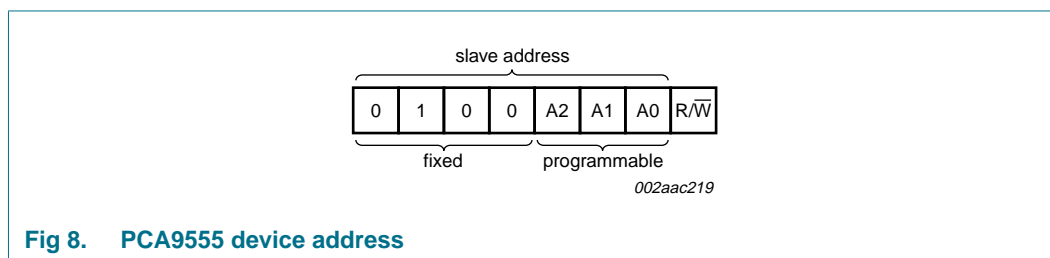 slave address
0 1 0 0 A2 A1 A0 R/W̅
fixed programmable
002aac219
Fig 8. PCA9555 device address